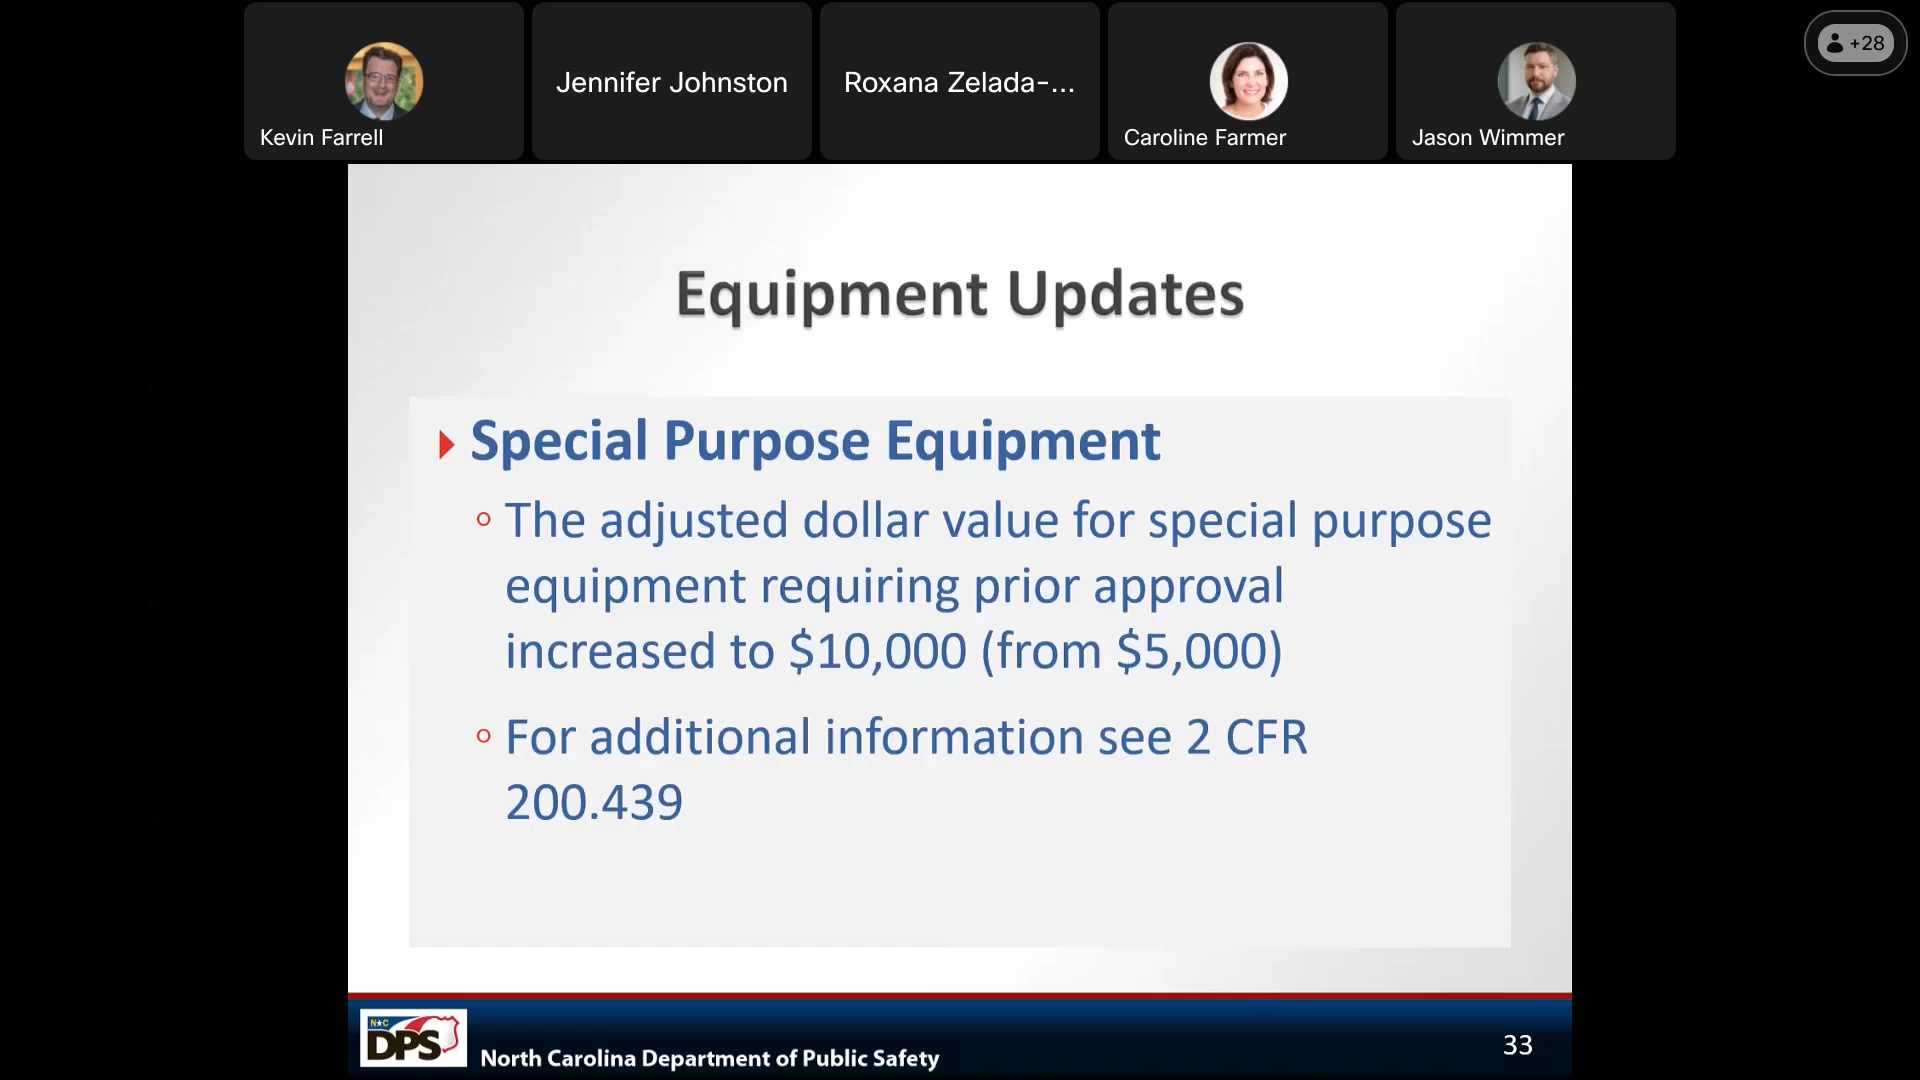 Kevin Farrell
Jennifer Johnston
Roxana Zelada-...
Caroline Farmer
Jason Wimmer
+28
Equipment Updates
Special Purpose Equipment
The adjusted dollar value for special purpose
equipment requiring prior approval
increased to $10,000 (from $5,000)
For additional information see 2 CFR
200.439
N★C
DPS
North Carolina Department of Public Safety
33